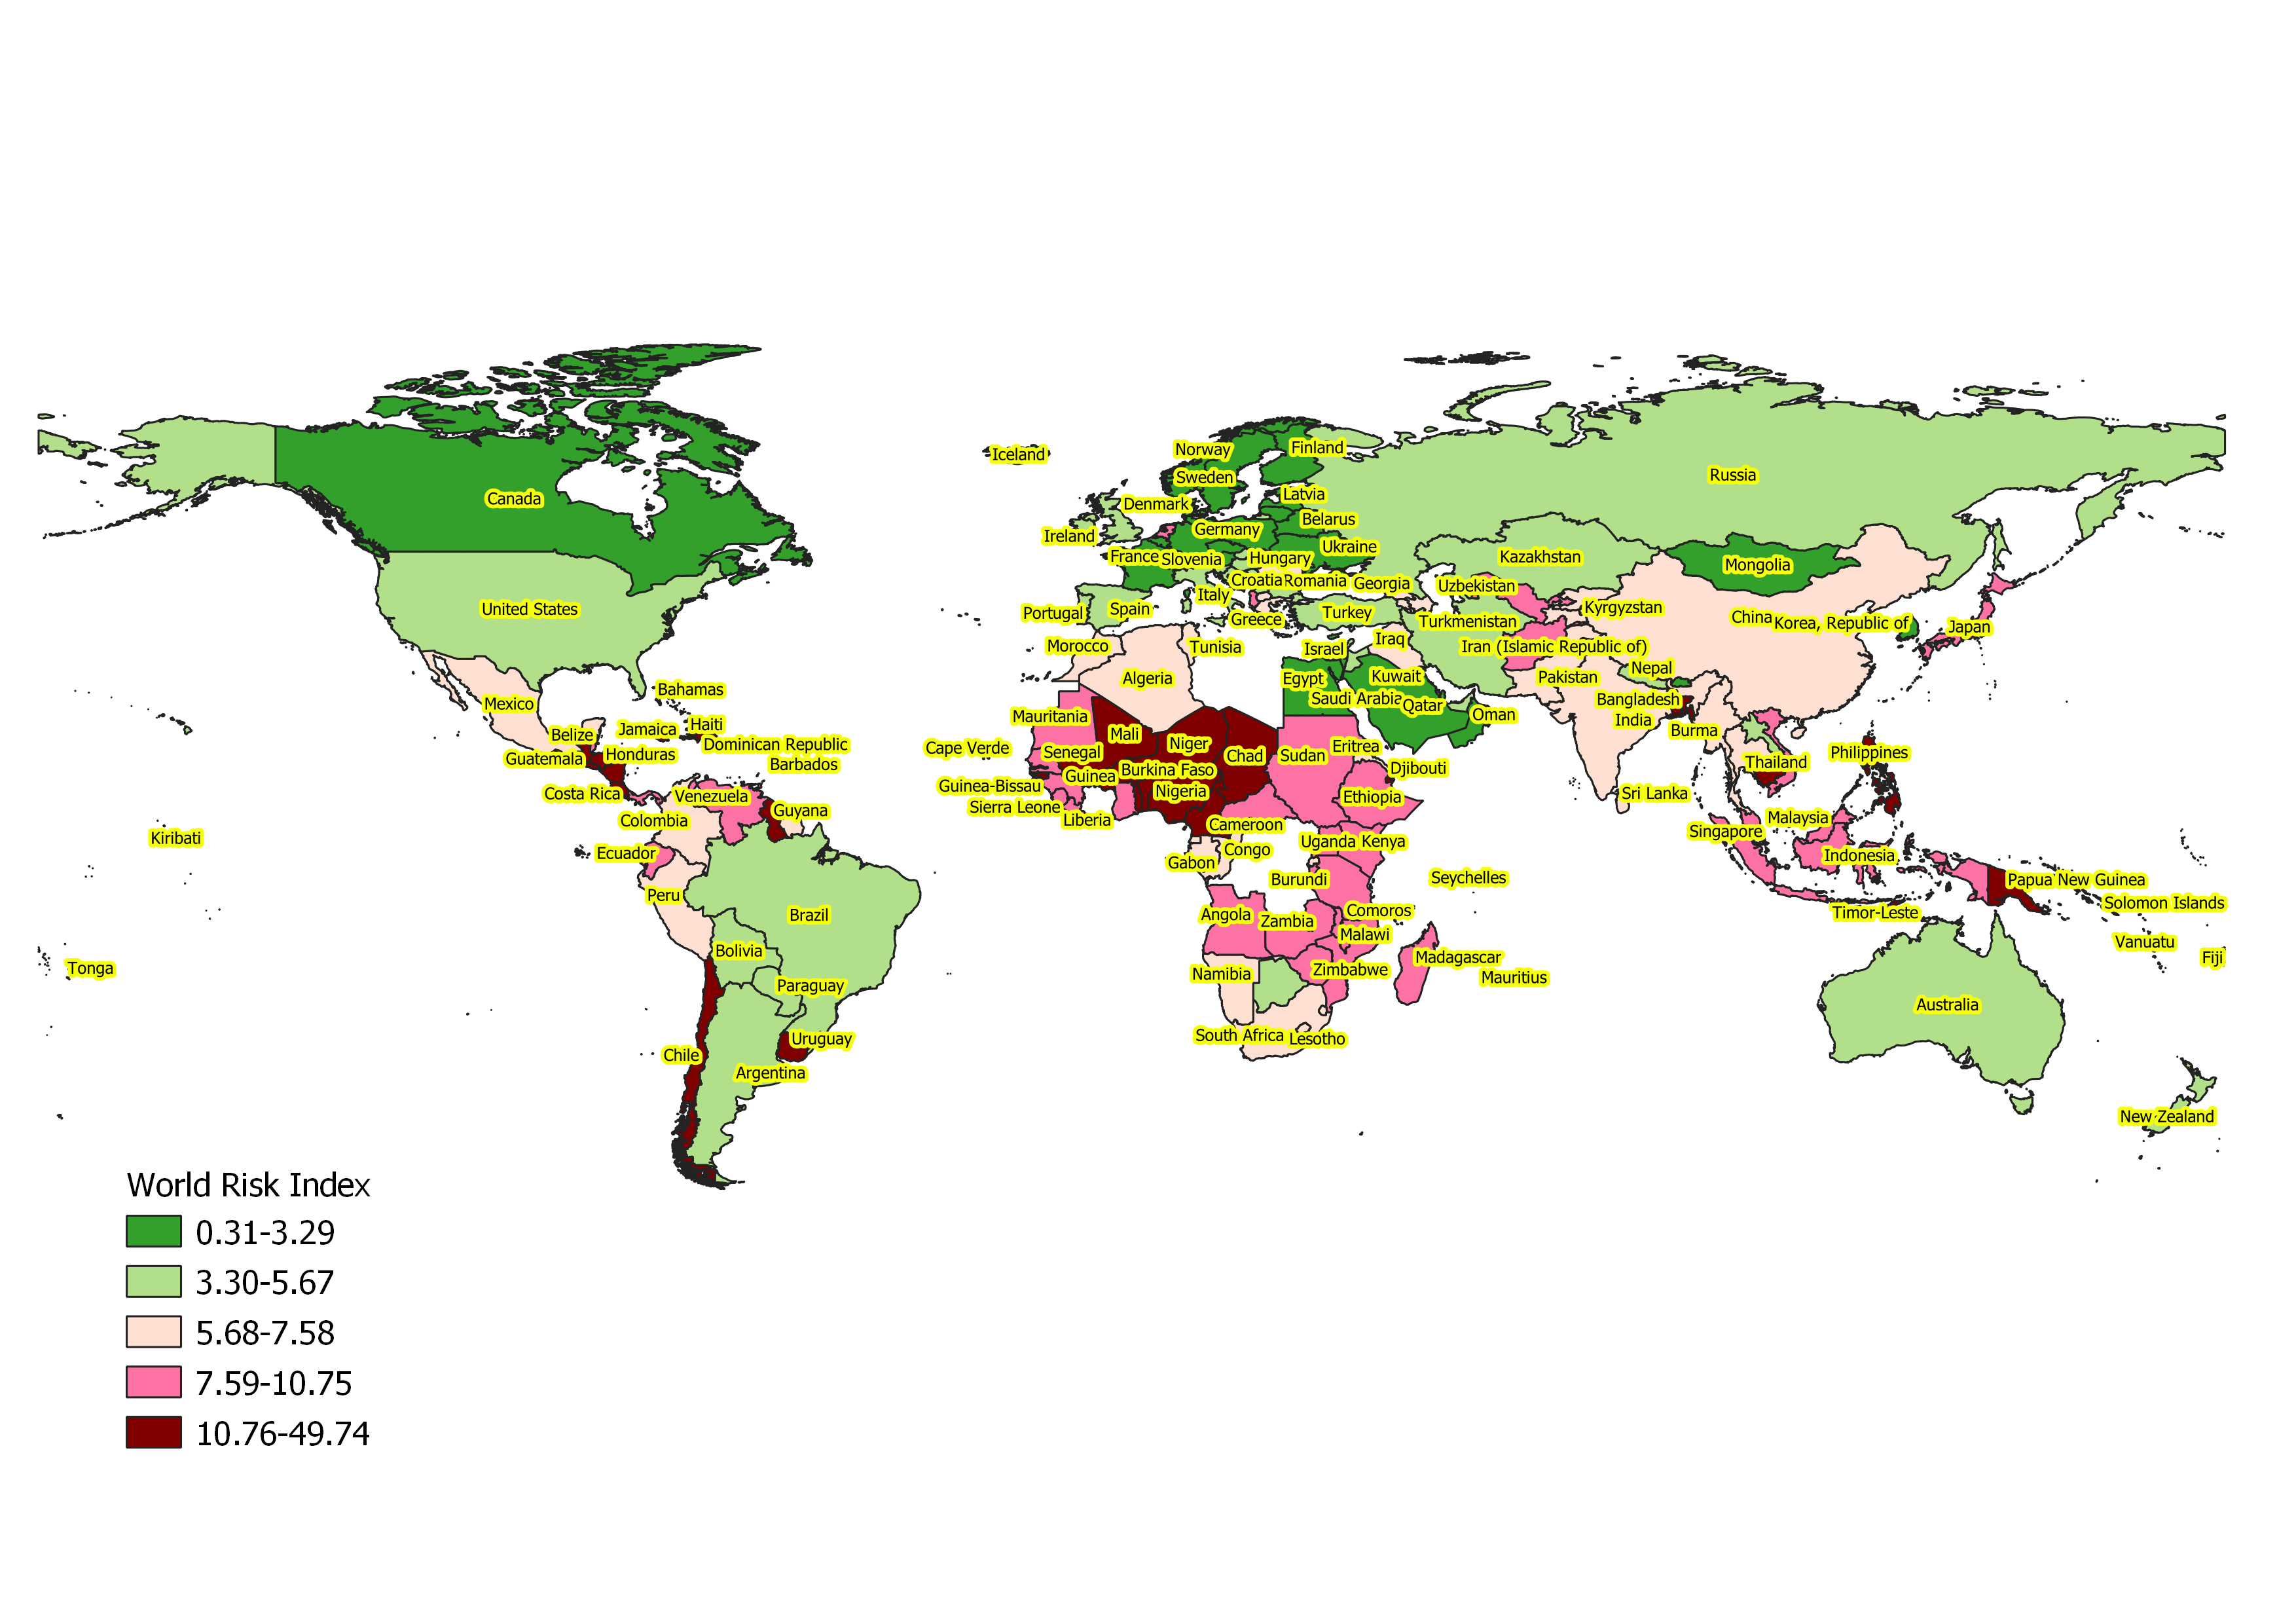 Iceland
Norway
Finland
Sweden
Russia
Canada
Latvia
Denmark
Belarus
Germany
Ireland
Ukraine
France
Slovenia
Hungary
Kazakhstan
Mongolia
Croatia
Romania
Georgia
Uzbekistan
Italy
United States
Portugal
Spain
Turkey
Kyrgyzstan
Greece
Turkmenistan
China
Korea, Republic of
Japan
Morocco
Tunisia
Israel
Iraq
Iran (Islamic Republic of)
Nepal
Algeria
Egypt
Kuwait
Pakistan
Bahamas
Saudi Arabia
Qatar
Bangladesh
Mexico
Mauritania
Oman
India
Jamaica
Haiti
Belize
Mali
Burma
Dominican Republic
Cape Verde
Senegal
Niger
Eritrea
Philippines
Guatemala
Honduras
Chad
Sudan
Barbados
Guinea
Burkina Faso
Djibouti
Thailand
Guinea-Bissau
Nigeria
Costa Rica
Venezuela
Ethiopia
Sri Lanka
Sierra Leone
Guyana
Colombia
Liberia
Cameroon
Malaysia
Kiribati
Singapore
Uganda
Kenya
Ecuador
Congo
Gabon
Indonesia
Burundi
Seychelles
Papua New Guinea
Peru
Solomon Islands
Brazil
Angola
Zambia
Comoros
Timor-Leste
Malawi
Vanuatu
Bolivia
Madagascar
Fiji
Tonga
Namibia
Zimbabwe
Mauritius
Paraguay
Australia
South Africa
Lesotho
Uruguay
Chile
Argentina
New Zealand
World Risk Index
0.31-3.29
3.30-5.67
5.68-7.58
7.59-10.75
10.76-49.74